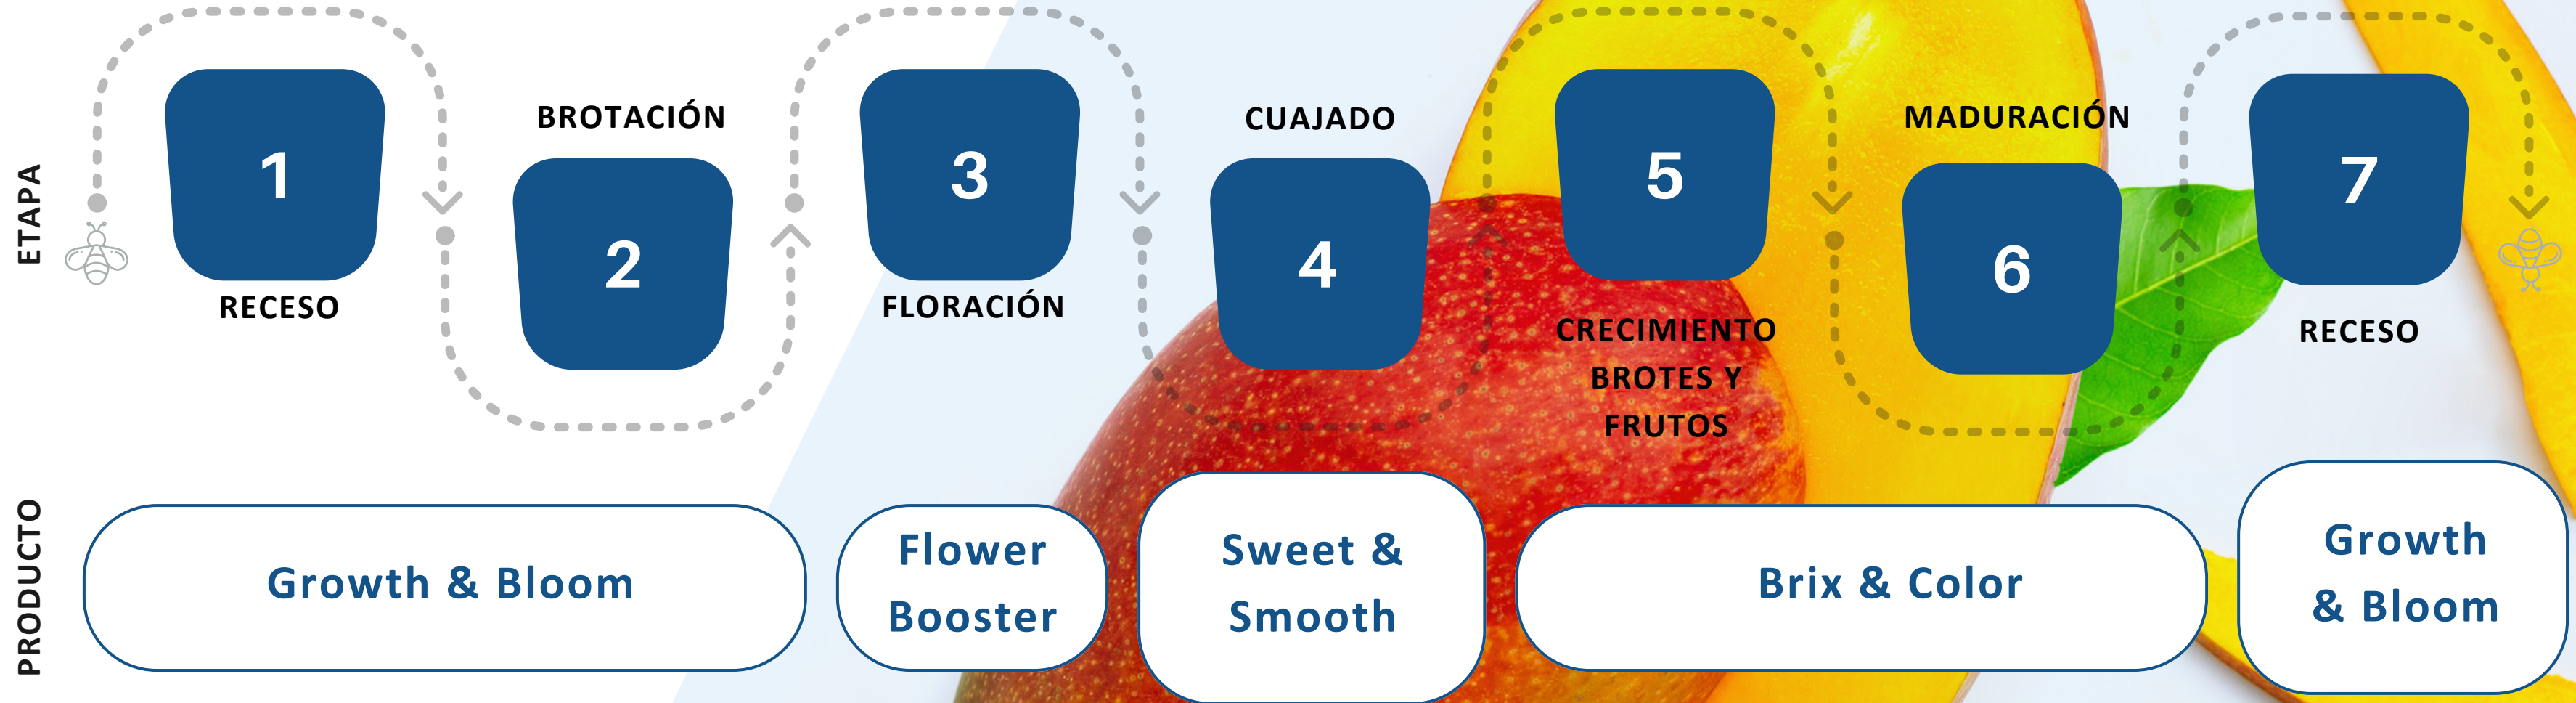 ETAPA
1
RECESO
BROTACIÓN
2
3
FLORACIÓN
CUAJADO
4
5
CRECIMIENTO
BROTES Y
FRUTOS
MADURACIÓN
6
7
RECESO
PRODUCTO
Growth & Bloom
Flower
Booster
Sweet &
Smooth
Brix & Color
Growth
& Bloom